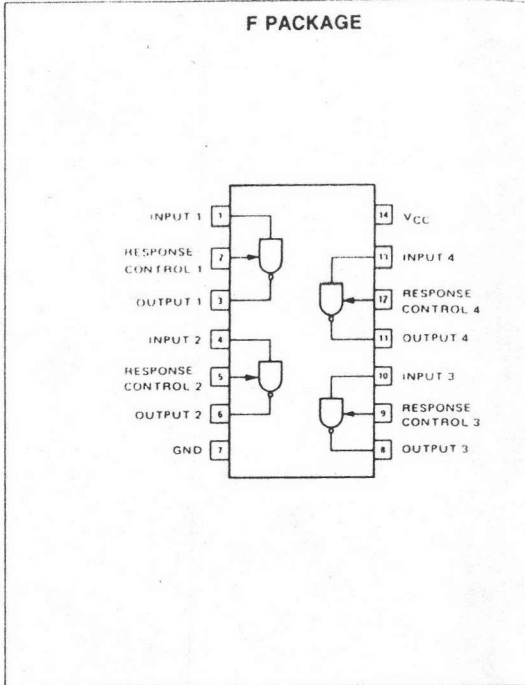 F PACKAGE
INPUT 1
1
RESPONSE
CONTROL 1
2
OUTPUT 1
3
INPUT 2
4
RESPONSE
CONTROL 2
5
OUTPUT 2
6
GND
7
14
VCC
13
INPUT 4
12
RESPONSE
CONTROL 4
11
OUTPUT 4
10
INPUT 3
9
RESPONSE
CONTROL 3
8
OUTPUT 3